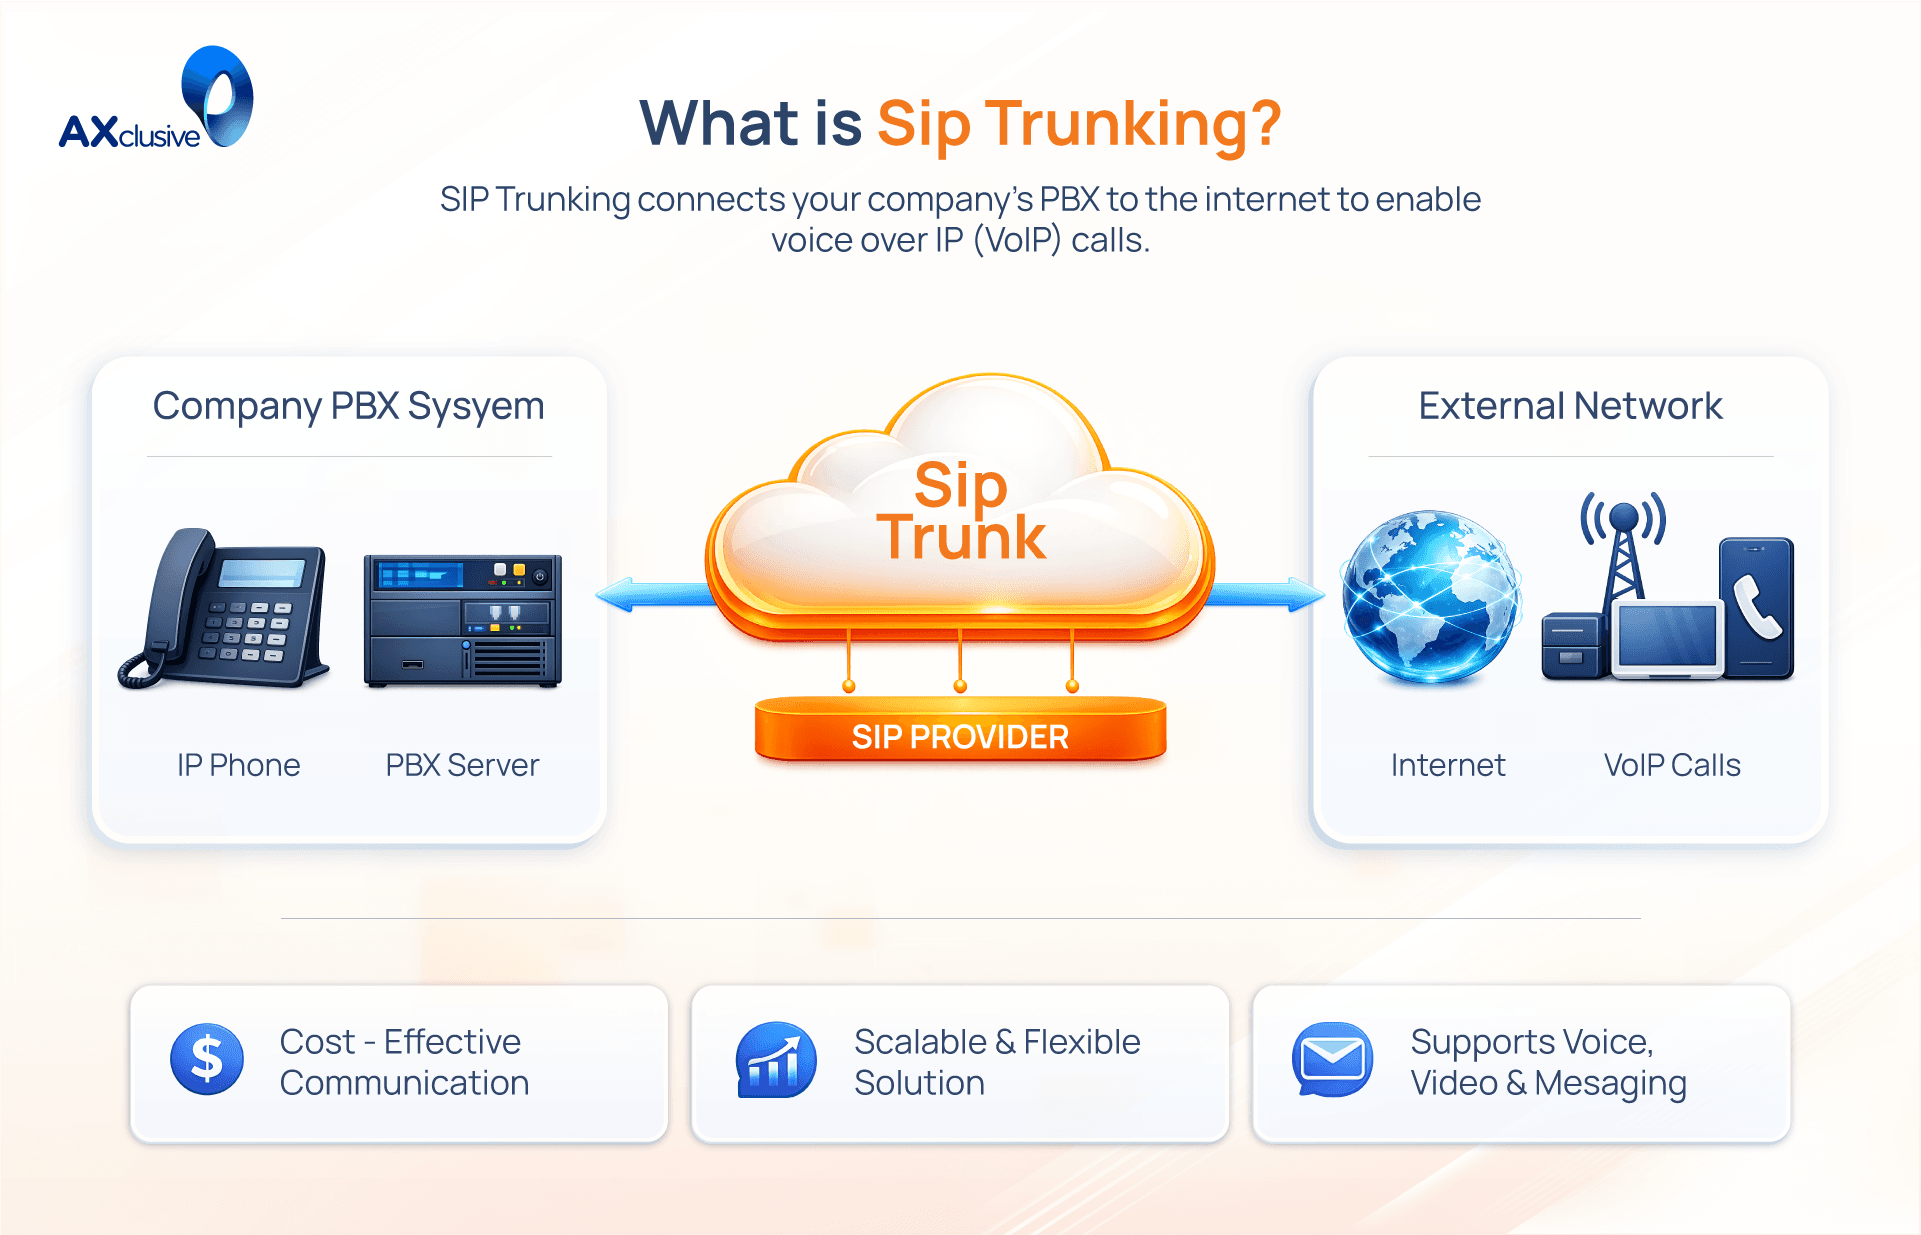 AXclusive
What is Sip Trunking?
SIP Trunking connects your company's PBX to the internet to enable
voice over IP (VoIP) calls.
Company PBX Sysyem
IP Phone
PBX Server
Sip
Trunk
SIP PROVIDER
External Network
Internet
VoIP Calls
Cost - Effective
Communication
Scalable & Flexible
Solution
Supports Voice,
Video & Mesaging